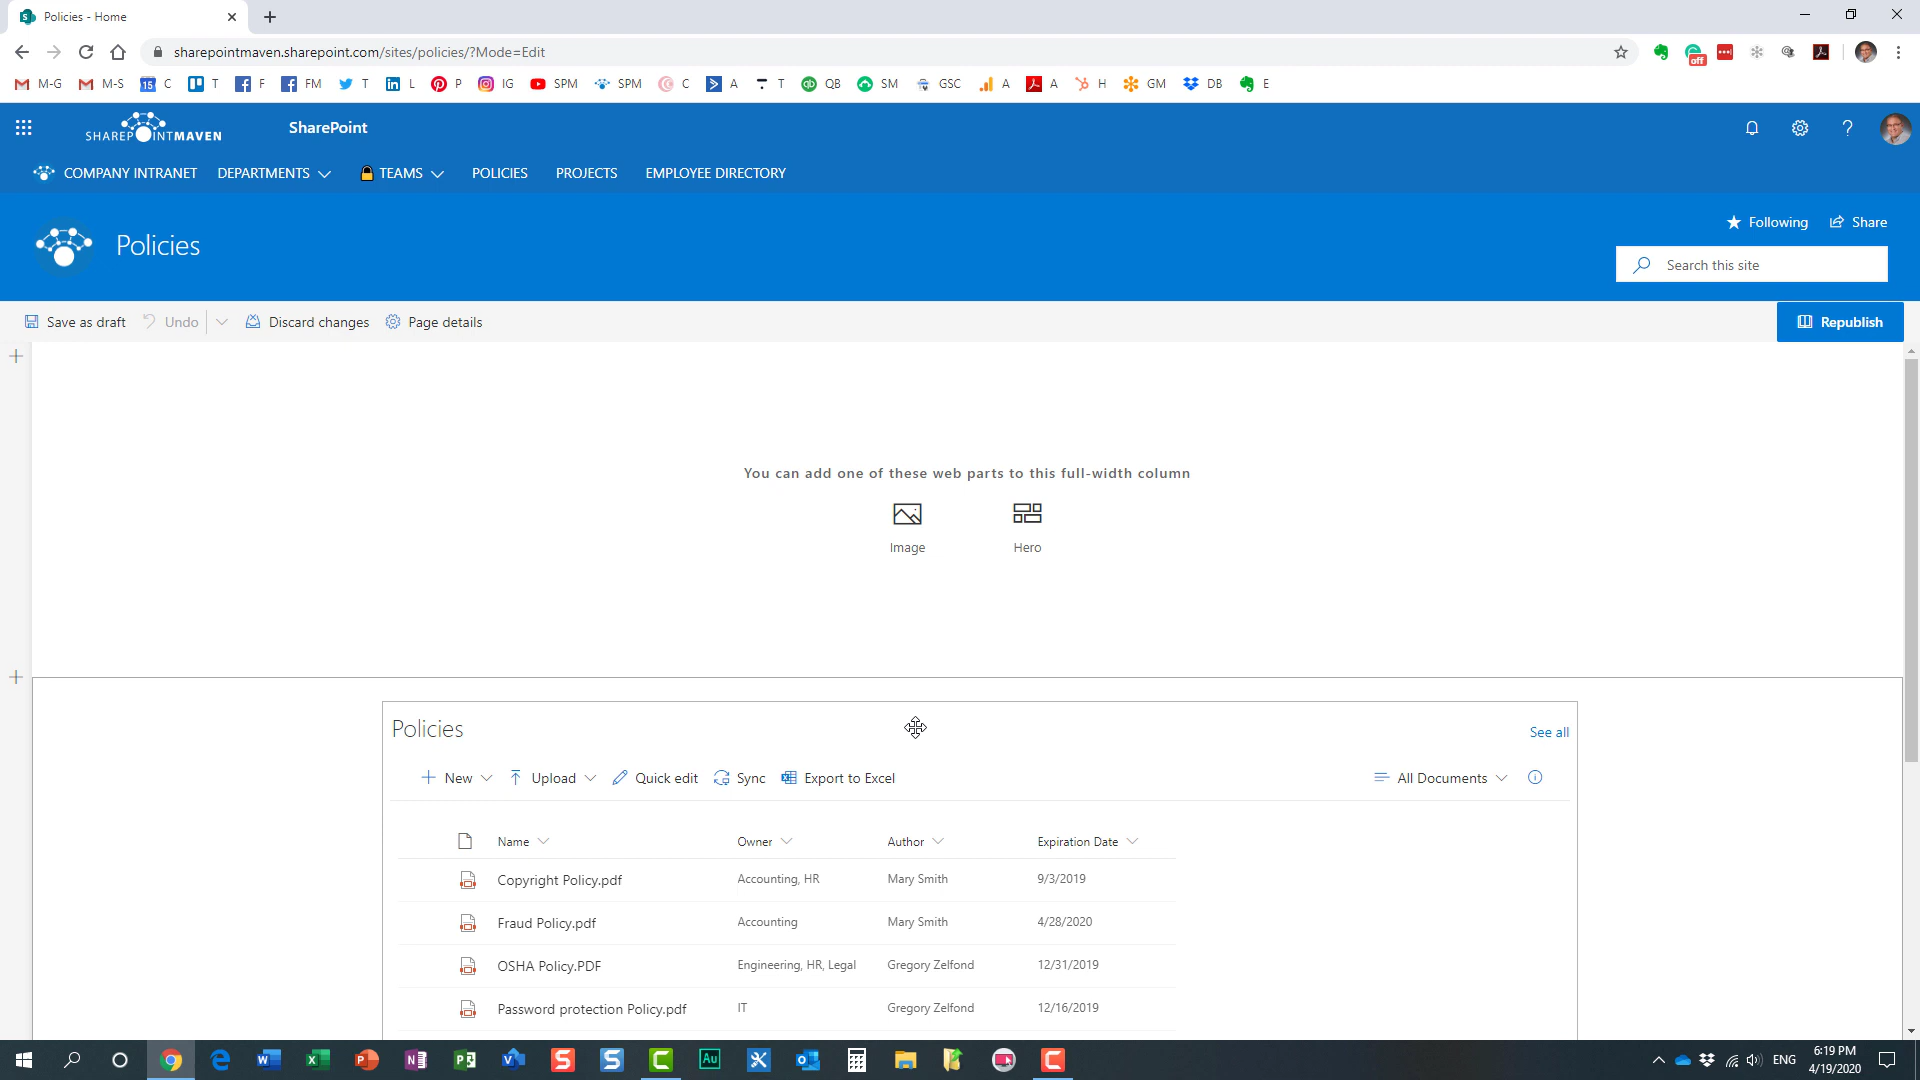 Policies - Home
sharepointmaven.sharepoint.com/sites/policies/?Mode=Edit
off
M-G M-S 15 C T F FM T L P IG SPM SPM C A T QB SM GSC A A H GM DB E
SHAREPOINTMAVEN SharePoint
COMPANY INTRANET DEPARTMENTS TEAMS POLICIES PROJECTS EMPLOYEE DIRECTORY
Following Share
Policies
Search this site
Save as draft Undo Discard changes Page details Republish
You can add one of these web parts to this full-width column
Image Hero
Policies See all
New Upload Quick edit Sync Export to Excel All Documents
Name Owner Author Expiration Date
Copyright Policy.pdf Accounting, HR Mary Smith 9/3/2019
Fraud Policy.pdf Accounting Mary Smith 4/28/2020
OSHA Policy.PDF Engineering, HR, Legal Gregory Zelfond 12/31/2019
Password protection Policy.pdf IT Gregory Zelfond 12/16/2019
ENG 6:19 PM
4/19/2020